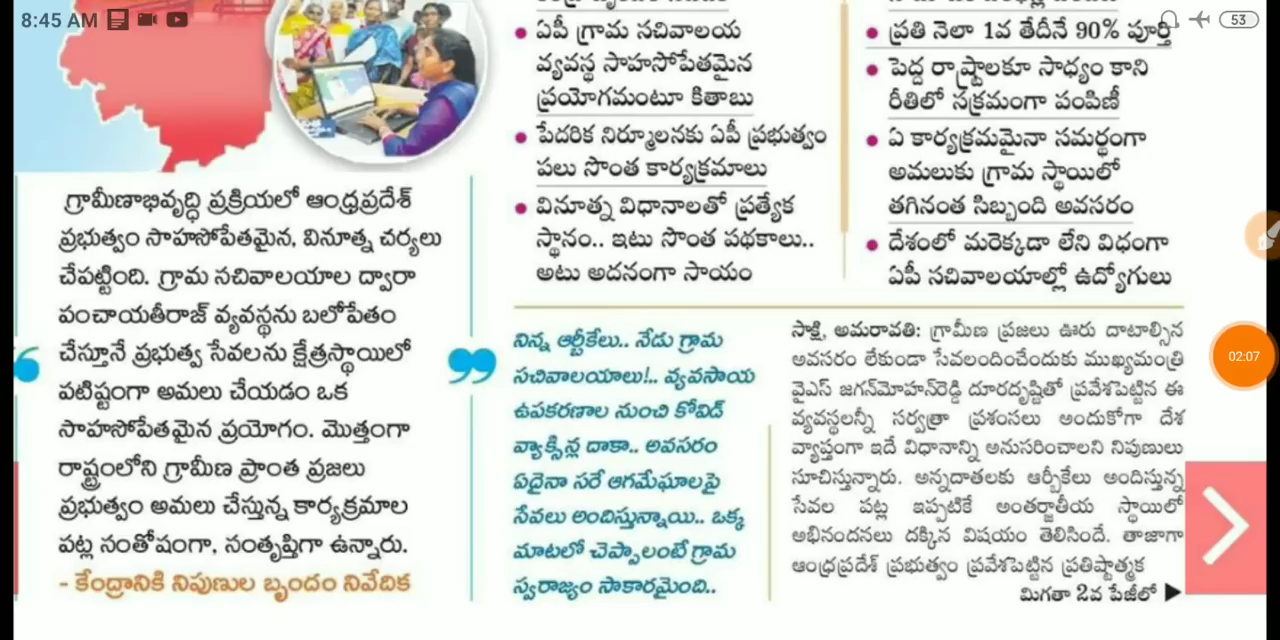 8:45 AM
53
ఏపీ గ్రామ సచివాలయ
వ్యవస్థ సాహసోపేతమైన
ప్రయోగమంటూ కితాబు
పేదరిక నిర్మూలనకు ఏపీ ప్రభుత్వం
పలు సొంత కార్యక్రమాలు
వినూత్న విధానాలతో ప్రత్యేక
స్థానం.. ఇటు సొంత పథకాలు..
అటు అదనంగా సాయం
ప్రతి నెలా 1వ తేదీనే 90% పూర్తి
పెద్ద రాష్ట్రాలకూ సాధ్యం కాని
రీతిలో సక్రమంగా పంపిణీ
ఏ కార్యక్రమమైనా సమర్థంగా
అమలుకు గ్రామ స్థాయిలో
తగినంత సిబ్బంది అవసరం
దేశంలో మరెక్కడా లేని విధంగా
ఏపీ సచివాలయాల్లో ఉద్యోగులు
గ్రామీణాభివృద్ధి ప్రక్రియలో ఆంధ్రప్రదేశ్
ప్రభుత్వం సాహసోపేతమైన, వినూత్న చర్యలు
చేపట్టింది. గ్రామ సచివాలయాల ద్వారా
పంచాయతీరాజ్ వ్యవస్థను బలోపేతం
చేస్తూనే ప్రభుత్వ సేవలను క్షేత్రస్థాయిలో
పటిష్టంగా అమలు చేయడం ఒక
సాహసోపేతమైన ప్రయోగం. మొత్తంగా
రాష్ట్రంలోని గ్రామీణ ప్రాంత ప్రజలు
ప్రభుత్వం అమలు చేస్తున్న కార్యక్రమాల
పట్ల సంతోషంగా, సంతృప్తిగా ఉన్నారు.
- కేంద్రానికి నిపుణుల బృందం నివేదిక
నిన్న ఆర్బీకేలు.. నేడు గ్రామ
సచివాలయాలు!.. వ్యవసాయ
ఉపకరణాల నుంచి కోవిడ్
వ్యాక్సిన్ల దాకా.. అవసరం
ఏదైనా సరే ఆగమేఘాలపై
సేవలు అందిస్తున్నాయి.. ఒక్క
మాటలో చెప్పాలంటే గ్రామ
స్వరాజ్యం సాకారమైంది..
సాక్షి, అమరావతి: గ్రామీణ ప్రజలు ఊరు దాటాల్సిన
అవసరం లేకుండా సేవలందించేందుకు ముఖ్యమంత్రి
వైఎస్ జగన్‌మోహన్‌రెడ్డి దూరదృష్టితో ప్రవేశపెట్టిన ఈ
వ్యవస్థలన్నీ సర్వత్రా ప్రశంసలు అందుకోగా దేశ
వ్యాప్తంగా ఇదే విధానాన్ని అనుసరించాలని నిపుణులు
సూచిస్తున్నారు. అన్నదాతలకు ఆర్బీకేలు అందిస్తున్న
సేవల పట్ల ఇప్పటికే అంతర్జాతీయ స్థాయిలో
అభినందనలు దక్కిన విషయం తెలిసిందే. తాజాగా
ఆంధ్రప్రదేశ్ ప్రభుత్వం ప్రవేశపెట్టిన ప్రతిష్టాత్మక
మిగతా 2వ పేజీలో
02:07